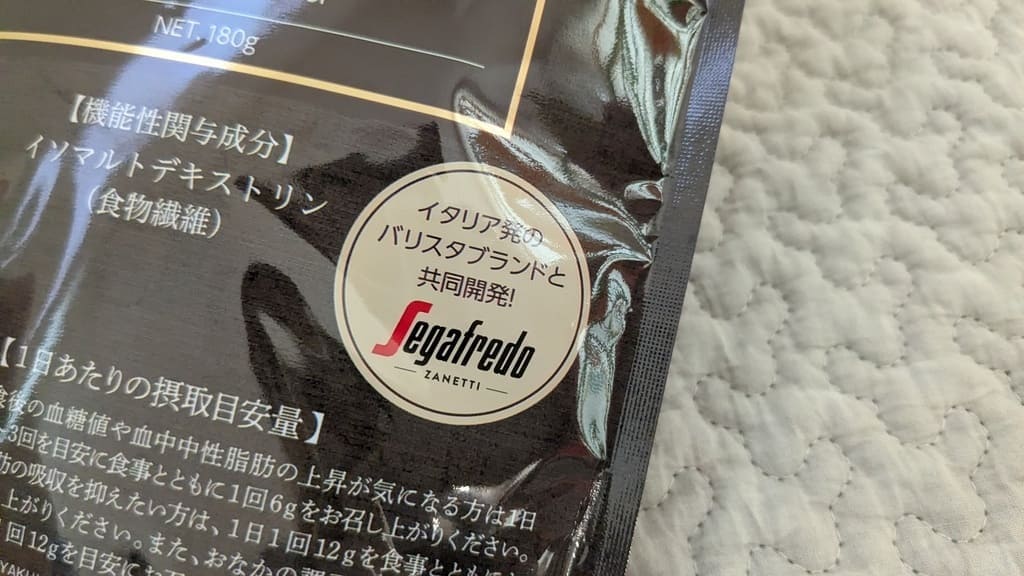 NET. 180g
【機能性関与成分】
イソマルトデキストリン
（食物繊維）
イタリア発の
バリスタブランドと
共同開発!
Segafredo
ZANETTI
【1日あたりの摂取目安量】
食後の血糖値や血中中性脂肪の上昇が気になる方は1日
3回を目安に食事とともに1回6gをお召し上がりください。
の吸収を抑えたい方は、1日1回12gを食事とともに
上がりください。また、おなかの調
回12gを目安に